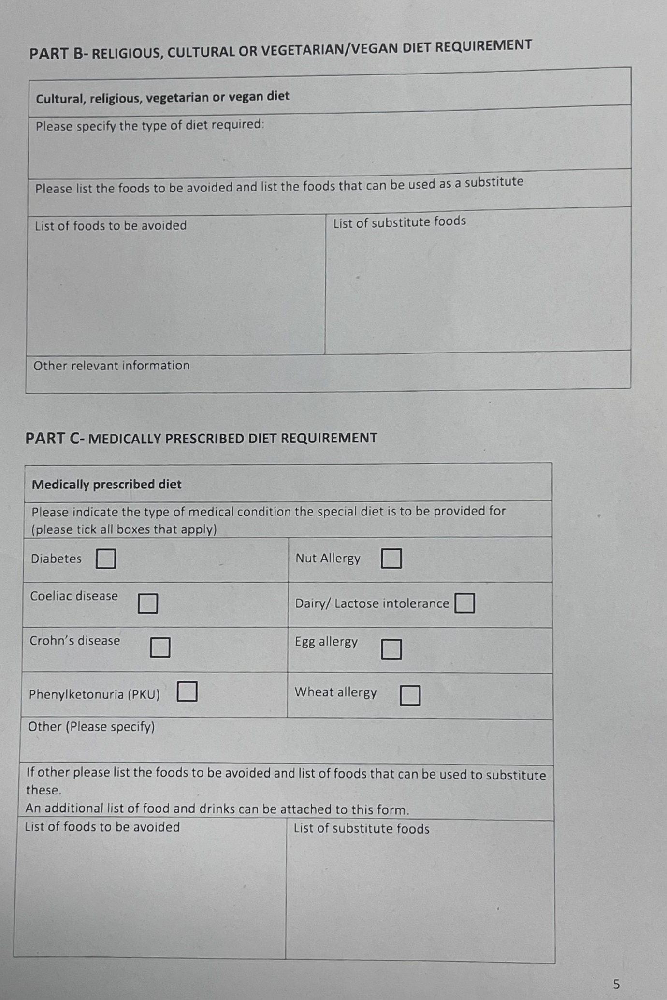 PART B- RELIGIOUS, CULTURAL OR VEGETARIAN/VEGAN DIET REQUIREMENT
Cultural, religious, vegetarian or vegan diet
Please specify the type of diet required:
Please list the foods to be avoided and list the foods that can be used as a substitute
List of foods to be avoided
List of substitute foods
Other relevant information
PART C- MEDICALLY PRESCRIBED DIET REQUIREMENT
Medically prescribed diet
Please indicate the type of medical condition the special diet is to be provided for
(please tick all boxes that apply)
Diabetes
Nut Allergy
Coeliac disease
Dairy/ Lactose intolerance
Crohn's disease
Egg allergy
Phenylketonuria (PKU)
Wheat allergy
Other (Please specify)
If other please list the foods to be avoided and list of foods that can be used to substitute
these.
An additional list of food and drinks can be attached to this form.
List of foods to be avoided
List of substitute foods
5